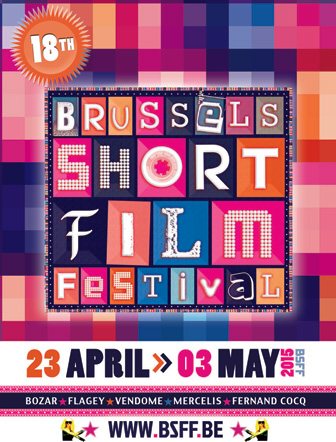 18TH
BRUSSELS
SHORT
FILM
FESTIVAL
23 APRIL >> 03 MAY 2015 BSFF
BOZAR ★ FLAGEY ★ VENDOME ★ MERCELIS ★ FERNAND COCQ
WWW.BSFF.BE